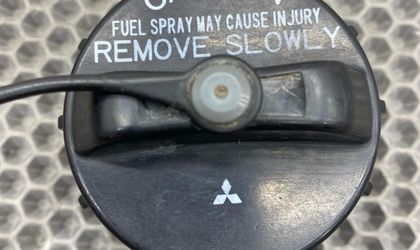 FUEL SPRAY MAY CAUSE INJURY
REMOVE SLOWLY